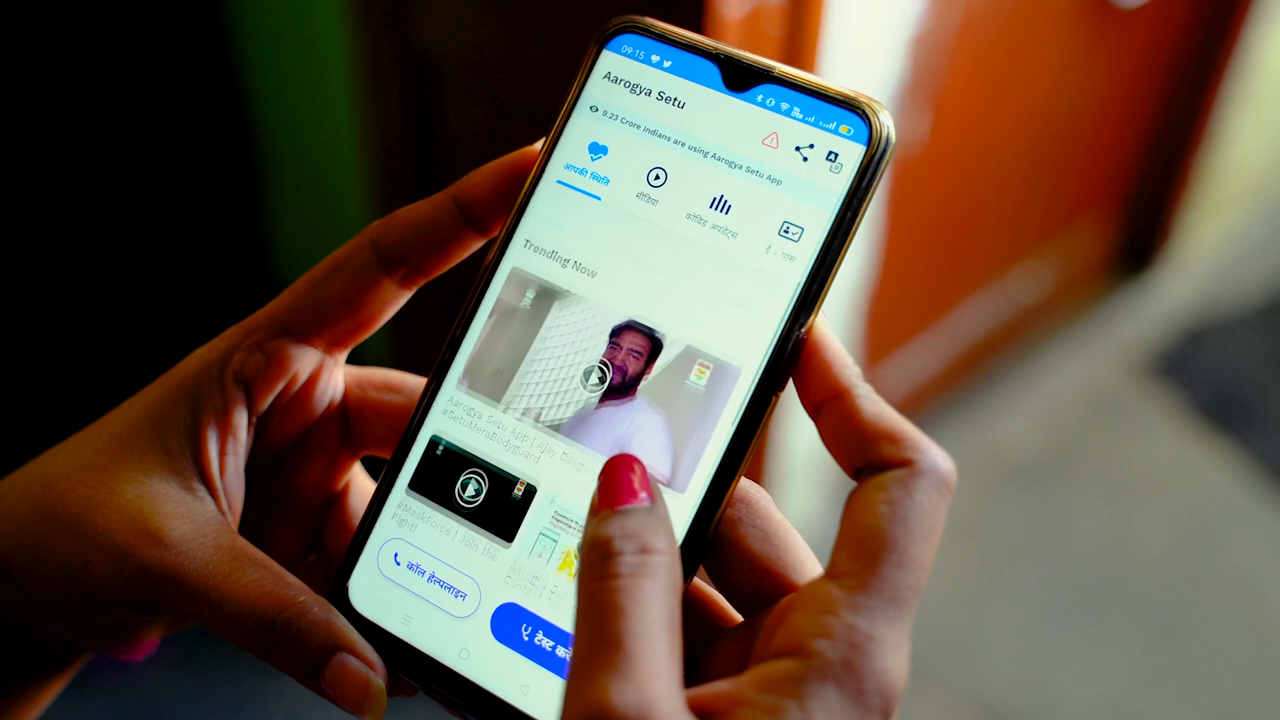 09:15
Aarogya Setu
9.23 Crore Indians are using Aarogya Setu App
आपकी स्थिति
मीडिया
कोविड अपडेट्स
ई - पास
Trending Now
Aarogya Setu App | Ajay Devgn
#SetuMeraBodyguard
#MaskForce | Join the
Fight!
कॉल हेल्पलाइन
टेस्ट